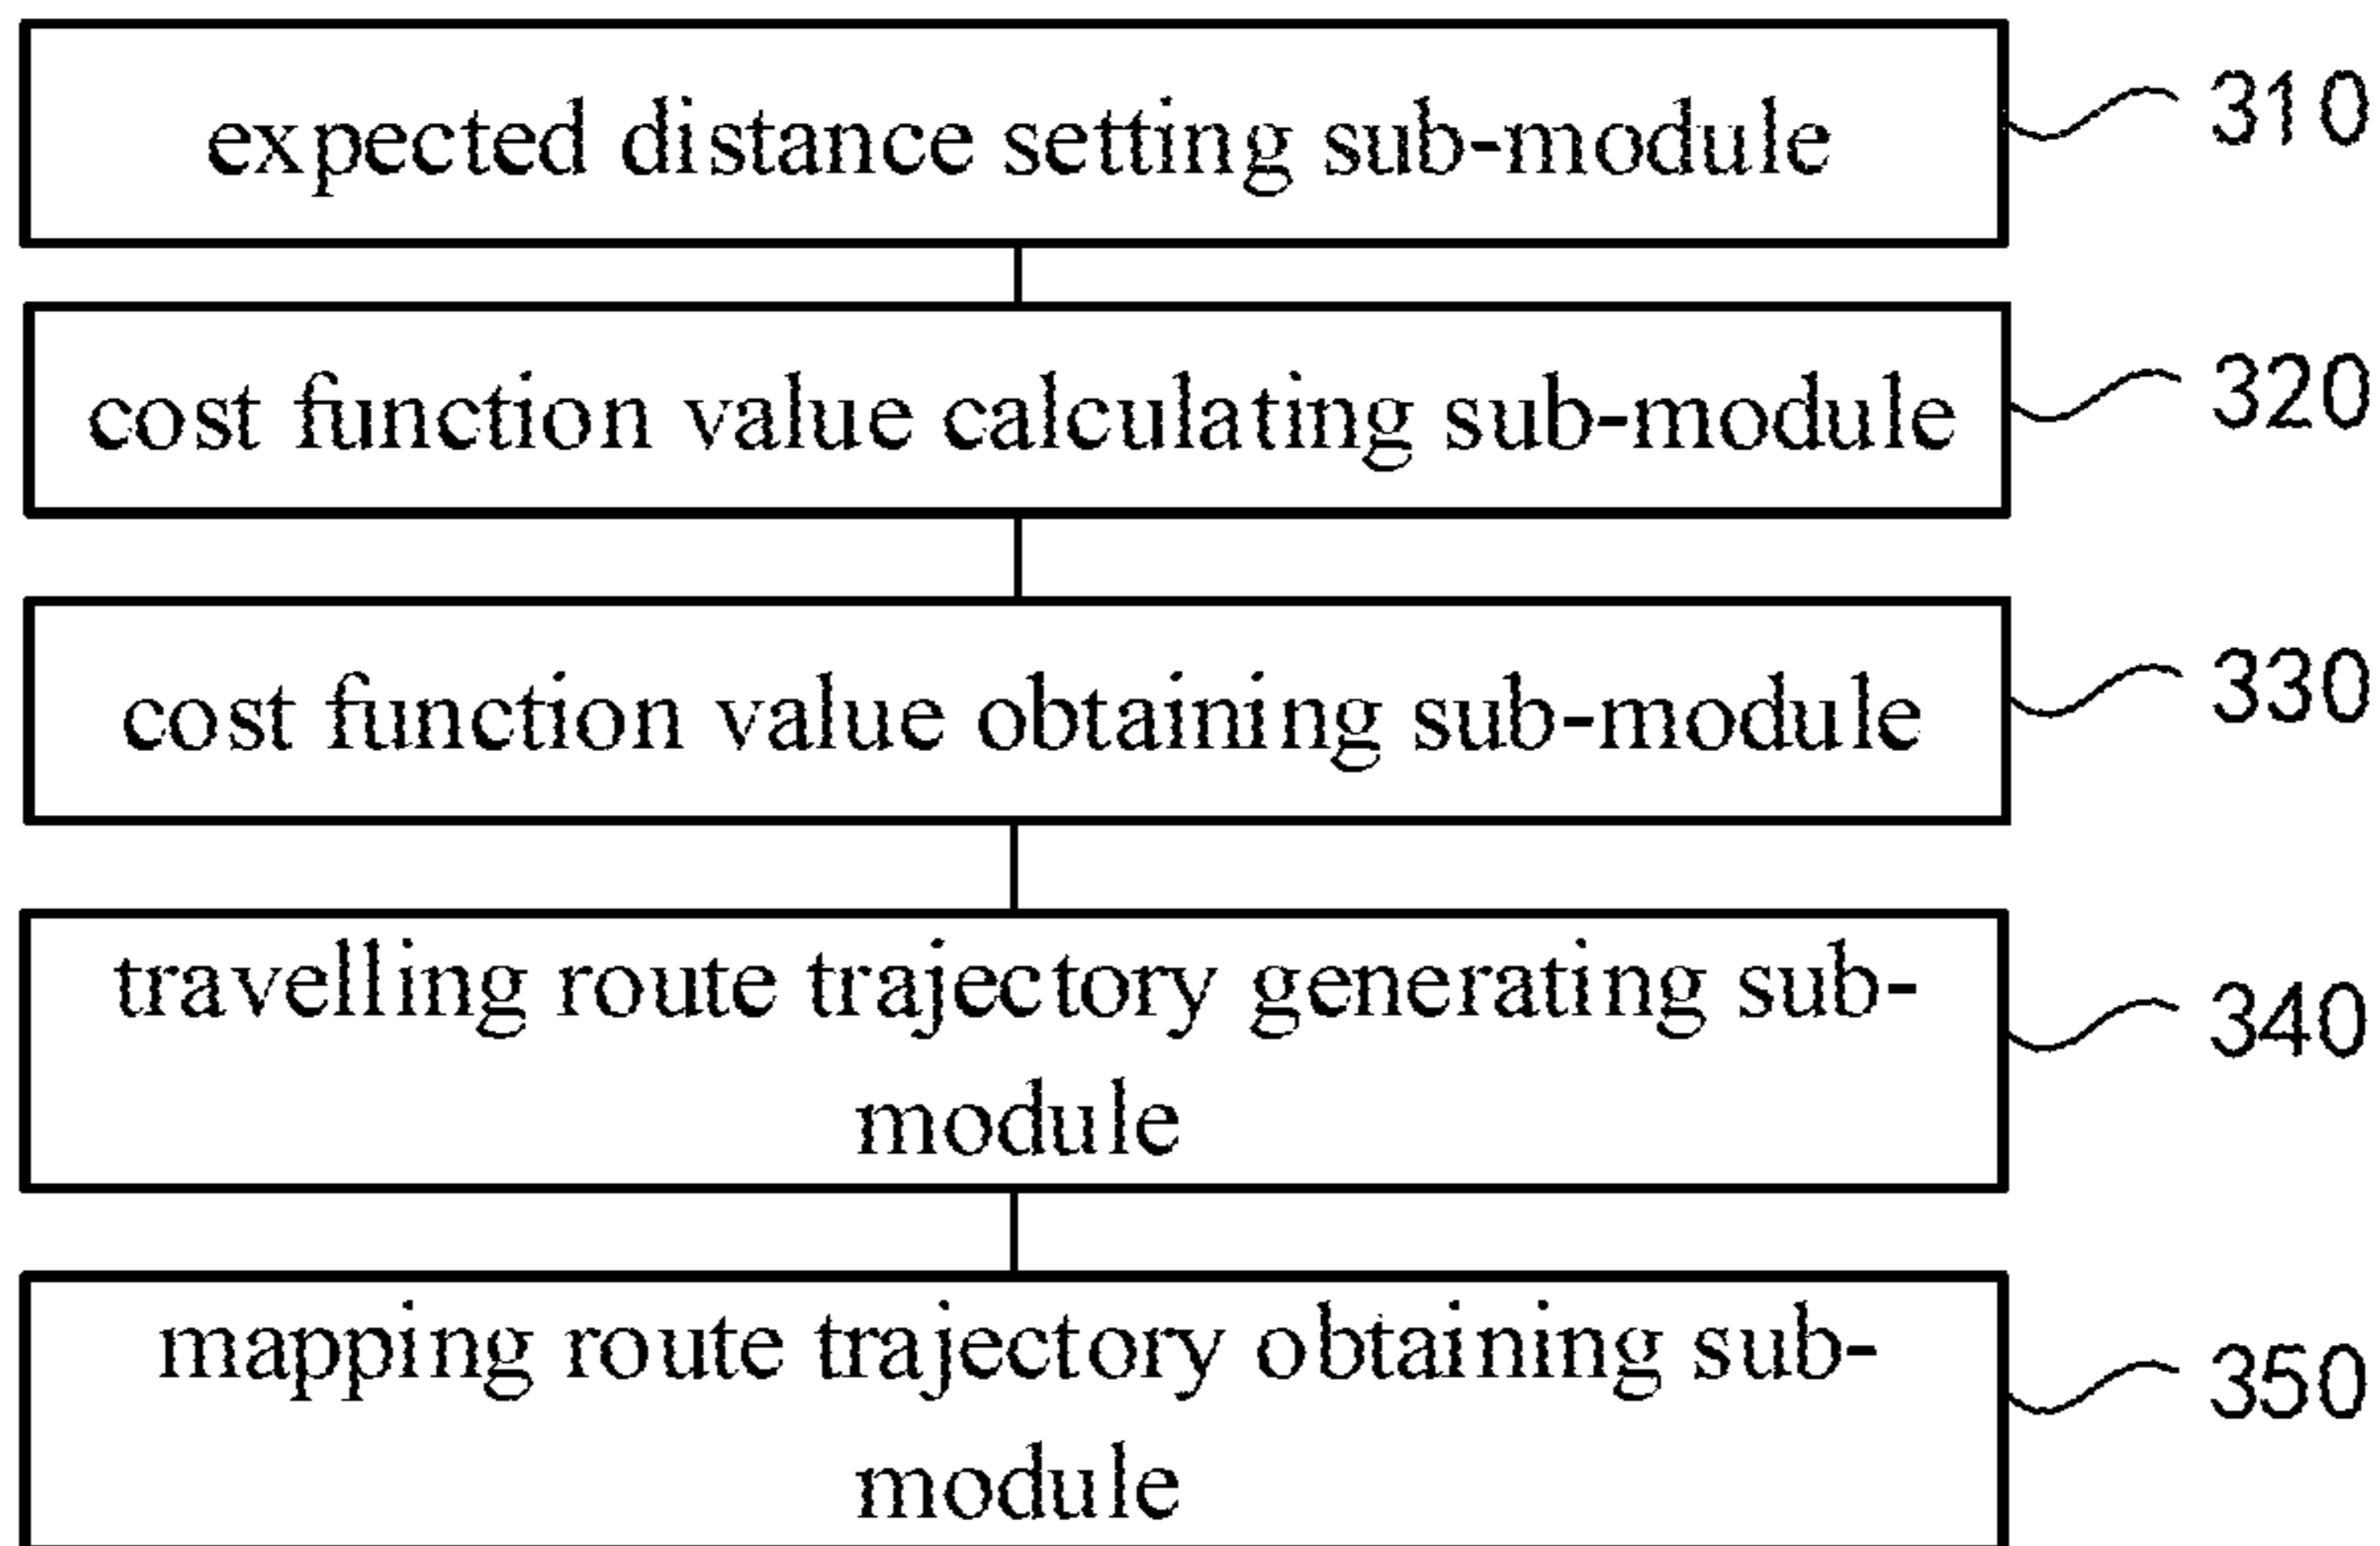 expected distance setting sub-module 310
cost function value calculating sub-module 320
cost function value obtaining sub-module 330
travelling route trajectory generating sub-
module
340
mapping route trajectory obtaining sub-
module
350